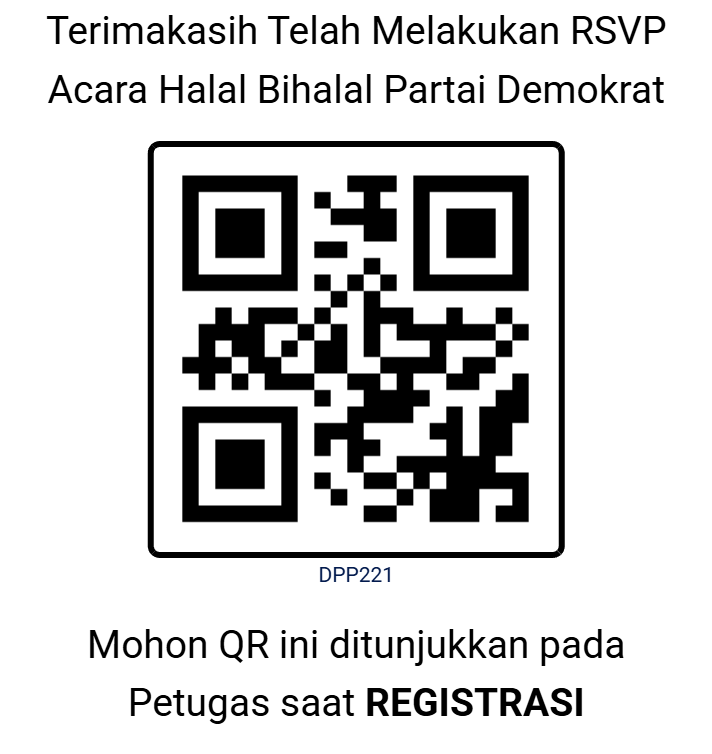 Terimakasih Telah Melakukan RSVP
Acara Halal Bihalal Partai Demokrat
DPP221
Mohon QR ini ditunjukkan pada
Petugas saat REGISTRASI